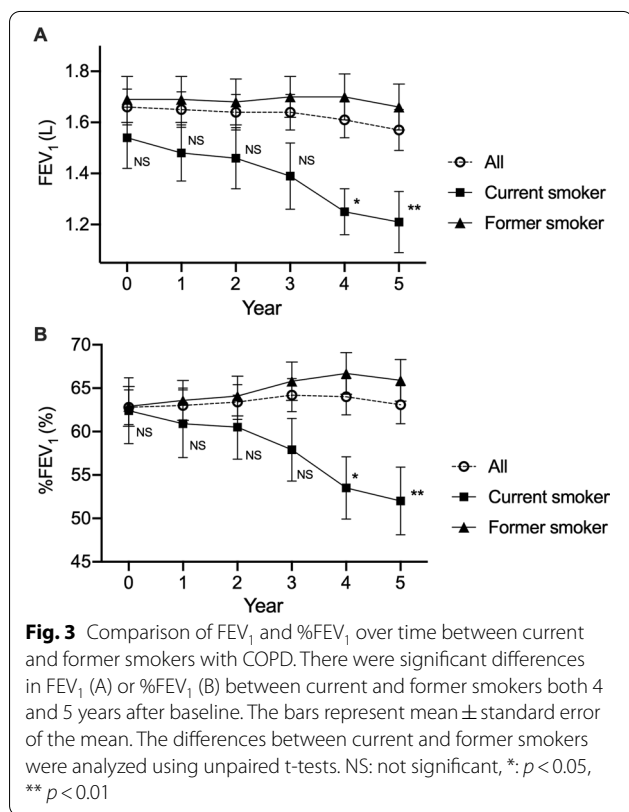 A
1.8
1.6
1.4
1.2
FEV₁ (L)
NS
NS
NS
NS
*
**
0 1 2 3 4 5
Year
All
Current smoker
Former smoker
B
70
65
60
55
50
45
%FEV₁ (%)
NS
NS
NS
NS
*
**
0 1 2 3 4 5
Year
All
Current smoker
Former smoker
Fig. 3 Comparison of FEV₁ and %FEV₁ over time between current
and former smokers with COPD. There were significant differences
in FEV₁ (A) or %FEV₁ (B) between current and former smokers both 4
and 5 years after baseline. The bars represent mean ± standard error
of the mean. The differences between current and former smokers
were analyzed using unpaired t-tests. NS: not significant, *: p < 0.05,
** p < 0.01